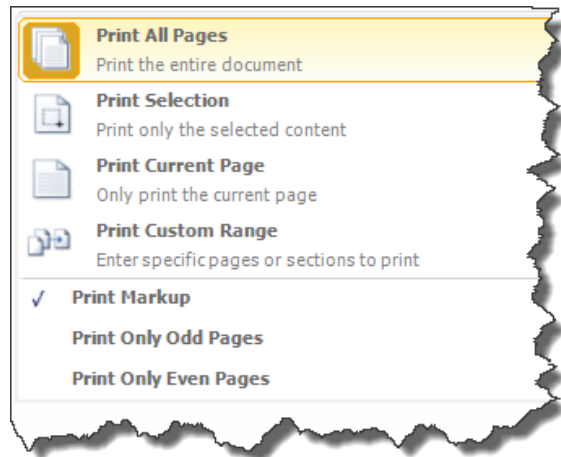 Print All Pages
Print the entire document
Print Selection
Print only the selected content
Print Current Page
Only print the current page
Print Custom Range
Enter specific pages or sections to print
Print Markup
Print Only Odd Pages
Print Only Even Pages